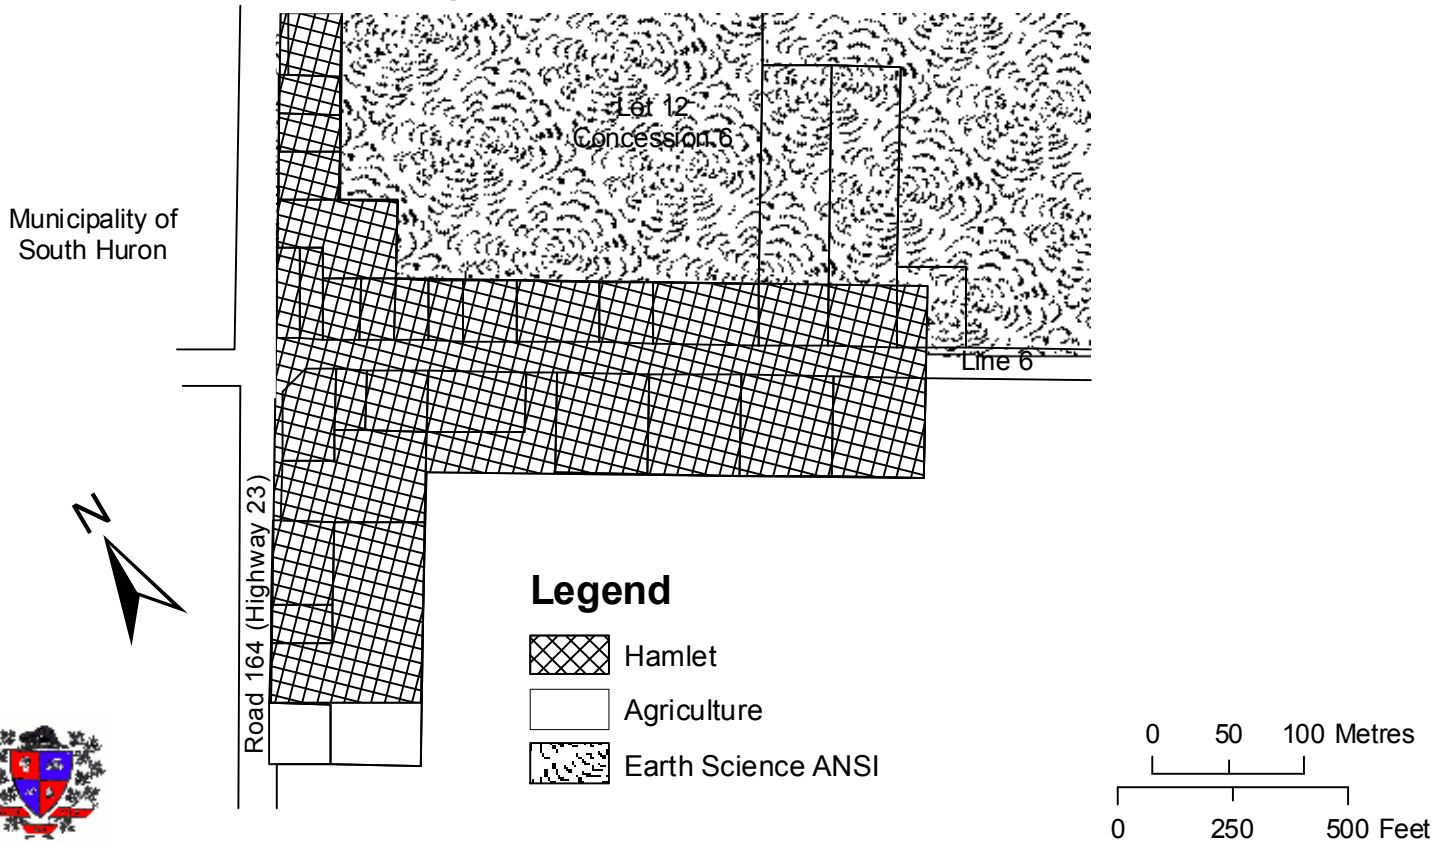 Lot 12
Concession 6
Municipality of
South Huron
Line 6
N
Road 164 (Highway 23)
Legend
Hamlet
Agriculture
Earth Science ANSI
0 50 100 Metres
0 250 500 Feet